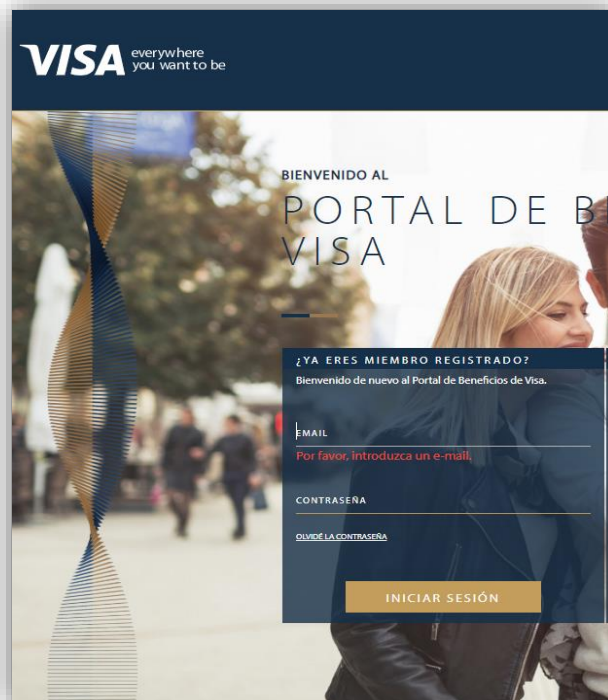 VISA everywhere
you want to be
BIENVENIDO AL
PORTAL DE
VISA
¿YA ERES MIEMBRO REGISTRADO?
Bienvenido de nuevo al Portal de Beneficios de Visa.
EMAIL
Por favor, introduzca un e-mail.
CONTRASEÑA
OLVIDÉ LA CONTRASEÑA
INICIAR SESIÓN